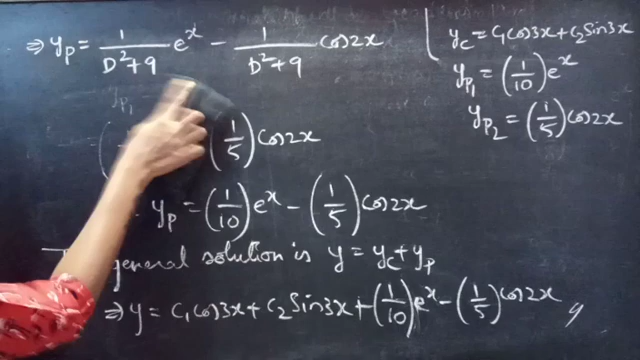 ⇒ y_p = 1/(D²+9) e^x − 1/(D²+9) cos2x
y_c = c₁cos3x + c₂sin3x
y_p₁ = (1/10)e^x
y_p₂ = (1/5)cos2x
y_p₁
= ( (1/5) cos2x
y_p = (1/10)e^x − (1/5)cos2x
general solution is y = y_c + y_p
⇒ y = c₁cos3x + c₂sin3x + (1/10)e^x − (1/5)cos2x //